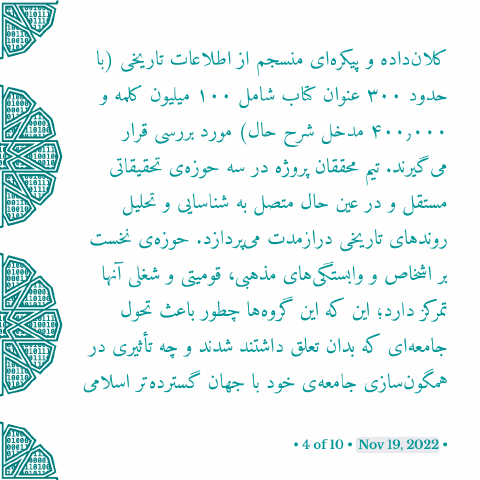 کلان‌داده و پیکره‌ای منسجم از اطلاعات تاریخی (با
حدود ۳۰۰ عنوان کتاب شامل ۱۰۰ میلیون کلمه و
۴۰۰٫۰۰۰ مدخل شرح حال) مورد بررسی قرار
می‌گیرند. تیم محققان پروژه در سه حوزه‌ی تحقیقاتی
مستقل و در عین حال متصل به شناسایی و تحلیل
روندهای تاریخی درازمدت می‌پردازد. حوزه‌ی نخست
بر اشخاص و وابستگی‌های مذهبی، قومیتی و شغلی آنها
تمرکز دارد؛ این که این گروه‌ها چطور باعث تحول
جامعه‌ای که بدان تعلق داشتند شدند و چه تأثیری در
همگون‌سازی جامعه‌ی خود با جهان گسترده‌تر اسلامی
• 4 of 10 • Nov 19, 2022 •